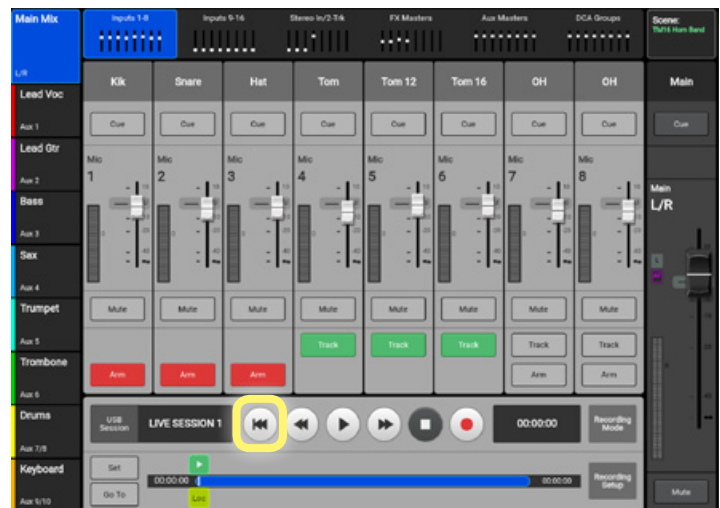 Main Mix
L/R
Inputs 1-8
Inputs 9-16
Stereo In/2-Trk
FX Masters
Aux Masters
DCA Groups
Scene:
TM16 Horn Band
Lead Voc
Aux 1
Lead Gtr
Aux 2
Bass
Aux 3
Sax
Aux 4
Trumpet
Aux 5
Trombone
Aux 6
Drums
Aux 7/8
Keyboard
Aux 9/10
Kik
Snare
Hat
Tom
Tom 12
Tom 16
OH
OH
Main
Cue
Cue
Cue
Cue
Cue
Cue
Cue
Cue
Cue
Mic
1
Mic
2
Mic
3
Mic
4
Mic
5
Mic
6
Mic
7
Mic
8
Main
L/R
Mute
Mute
Mute
Mute
Mute
Mute
Mute
Mute
Track
Track
Track
Track
Track
Arm
Arm
Arm
Arm
Arm
USB
Session
LIVE SESSION 1
00:00:00
Recording
Mode
Set
Go To
00:00:00
Loc
00:00:00
Recording
Setup
Mute